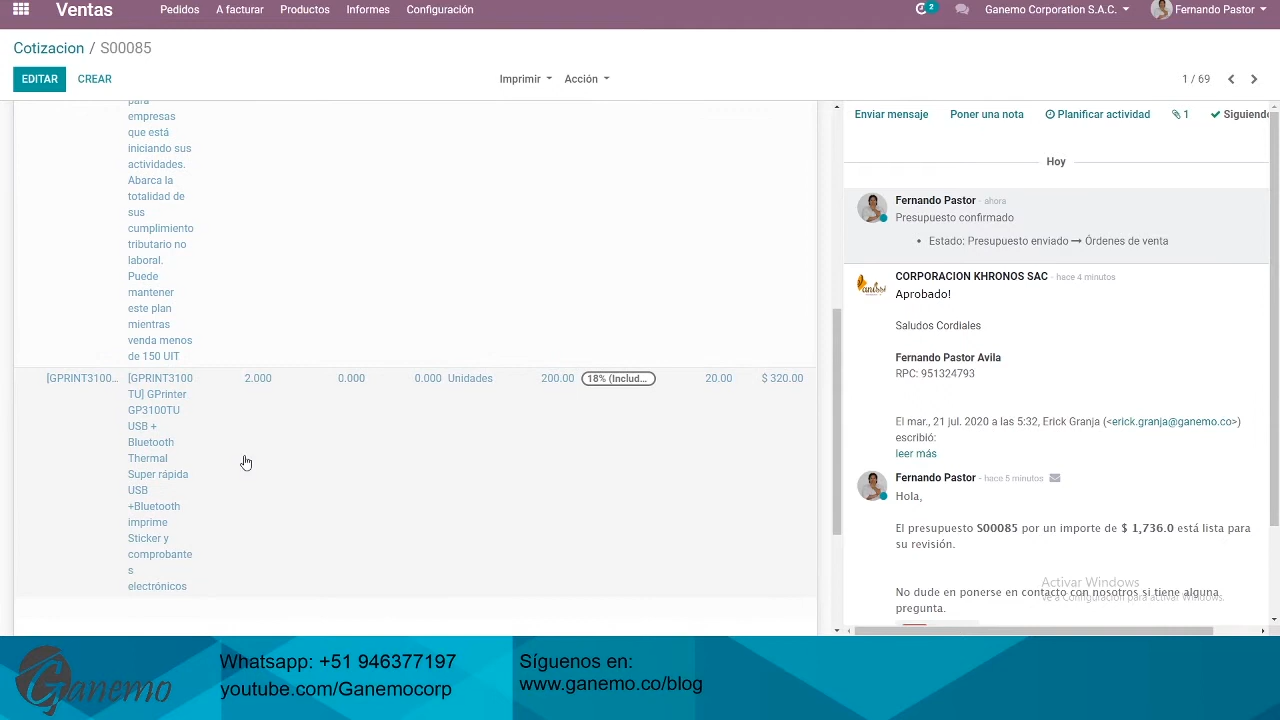 Ventas
Pedidos
A facturar
Productos
Informes
Configuración
2
Ganemo Corporation S.A.C.
Fernando Pastor
Cotizacion / S00085
EDITAR
CREAR
Imprimir
Acción
1 / 69
para
empresas
que está
iniciando sus
actividades.
Abarca la
totalidad de
sus
cumplimiento
tributario no
laboral.
Puede
mantener
este plan
mientras
venda menos
de 150 UIT
[GPRINT3100...
[GPRINT3100
TU] GPrinter
GP3100TU
USB +
Bluetooth
Thermal
Super rápida
USB
+Bluetooth
imprime
Sticker y
comprobante
s
electrónicos
2.000
0.000
0.000
Unidades
200.00
18% (Includ...
20.00
$ 320.00
Enviar mensaje
Poner una nota
Planificar actividad
1
Siguiendo
Hoy
Fernando Pastor - ahora
Presupuesto confirmado
• Estado: Presupuesto enviado → Órdenes de venta
CORPORACION KHRONOS SAC - hace 4 minutos
Aprobado!
Saludos Cordiales
Fernando Pastor Avila
RPC: 951324793
El mar., 21 jul. 2020 a las 5:32, Erick Granja (<erick.granja@ganemo.co>)
escribió:
leer más
Fernando Pastor - hace 5 minutos
Hola,
El presupuesto S00085 por un importe de $ 1,736.0 está lista para
su revisión.
Activar Windows
Ve a Configuración para activar Windows.
No dude en ponerse en contacto con nosotros si tiene alguna
pregunta.
Ganemo
Whatsapp: +51 946377197
youtube.com/Ganemocorp
Síguenos en:
www.ganemo.co/blog